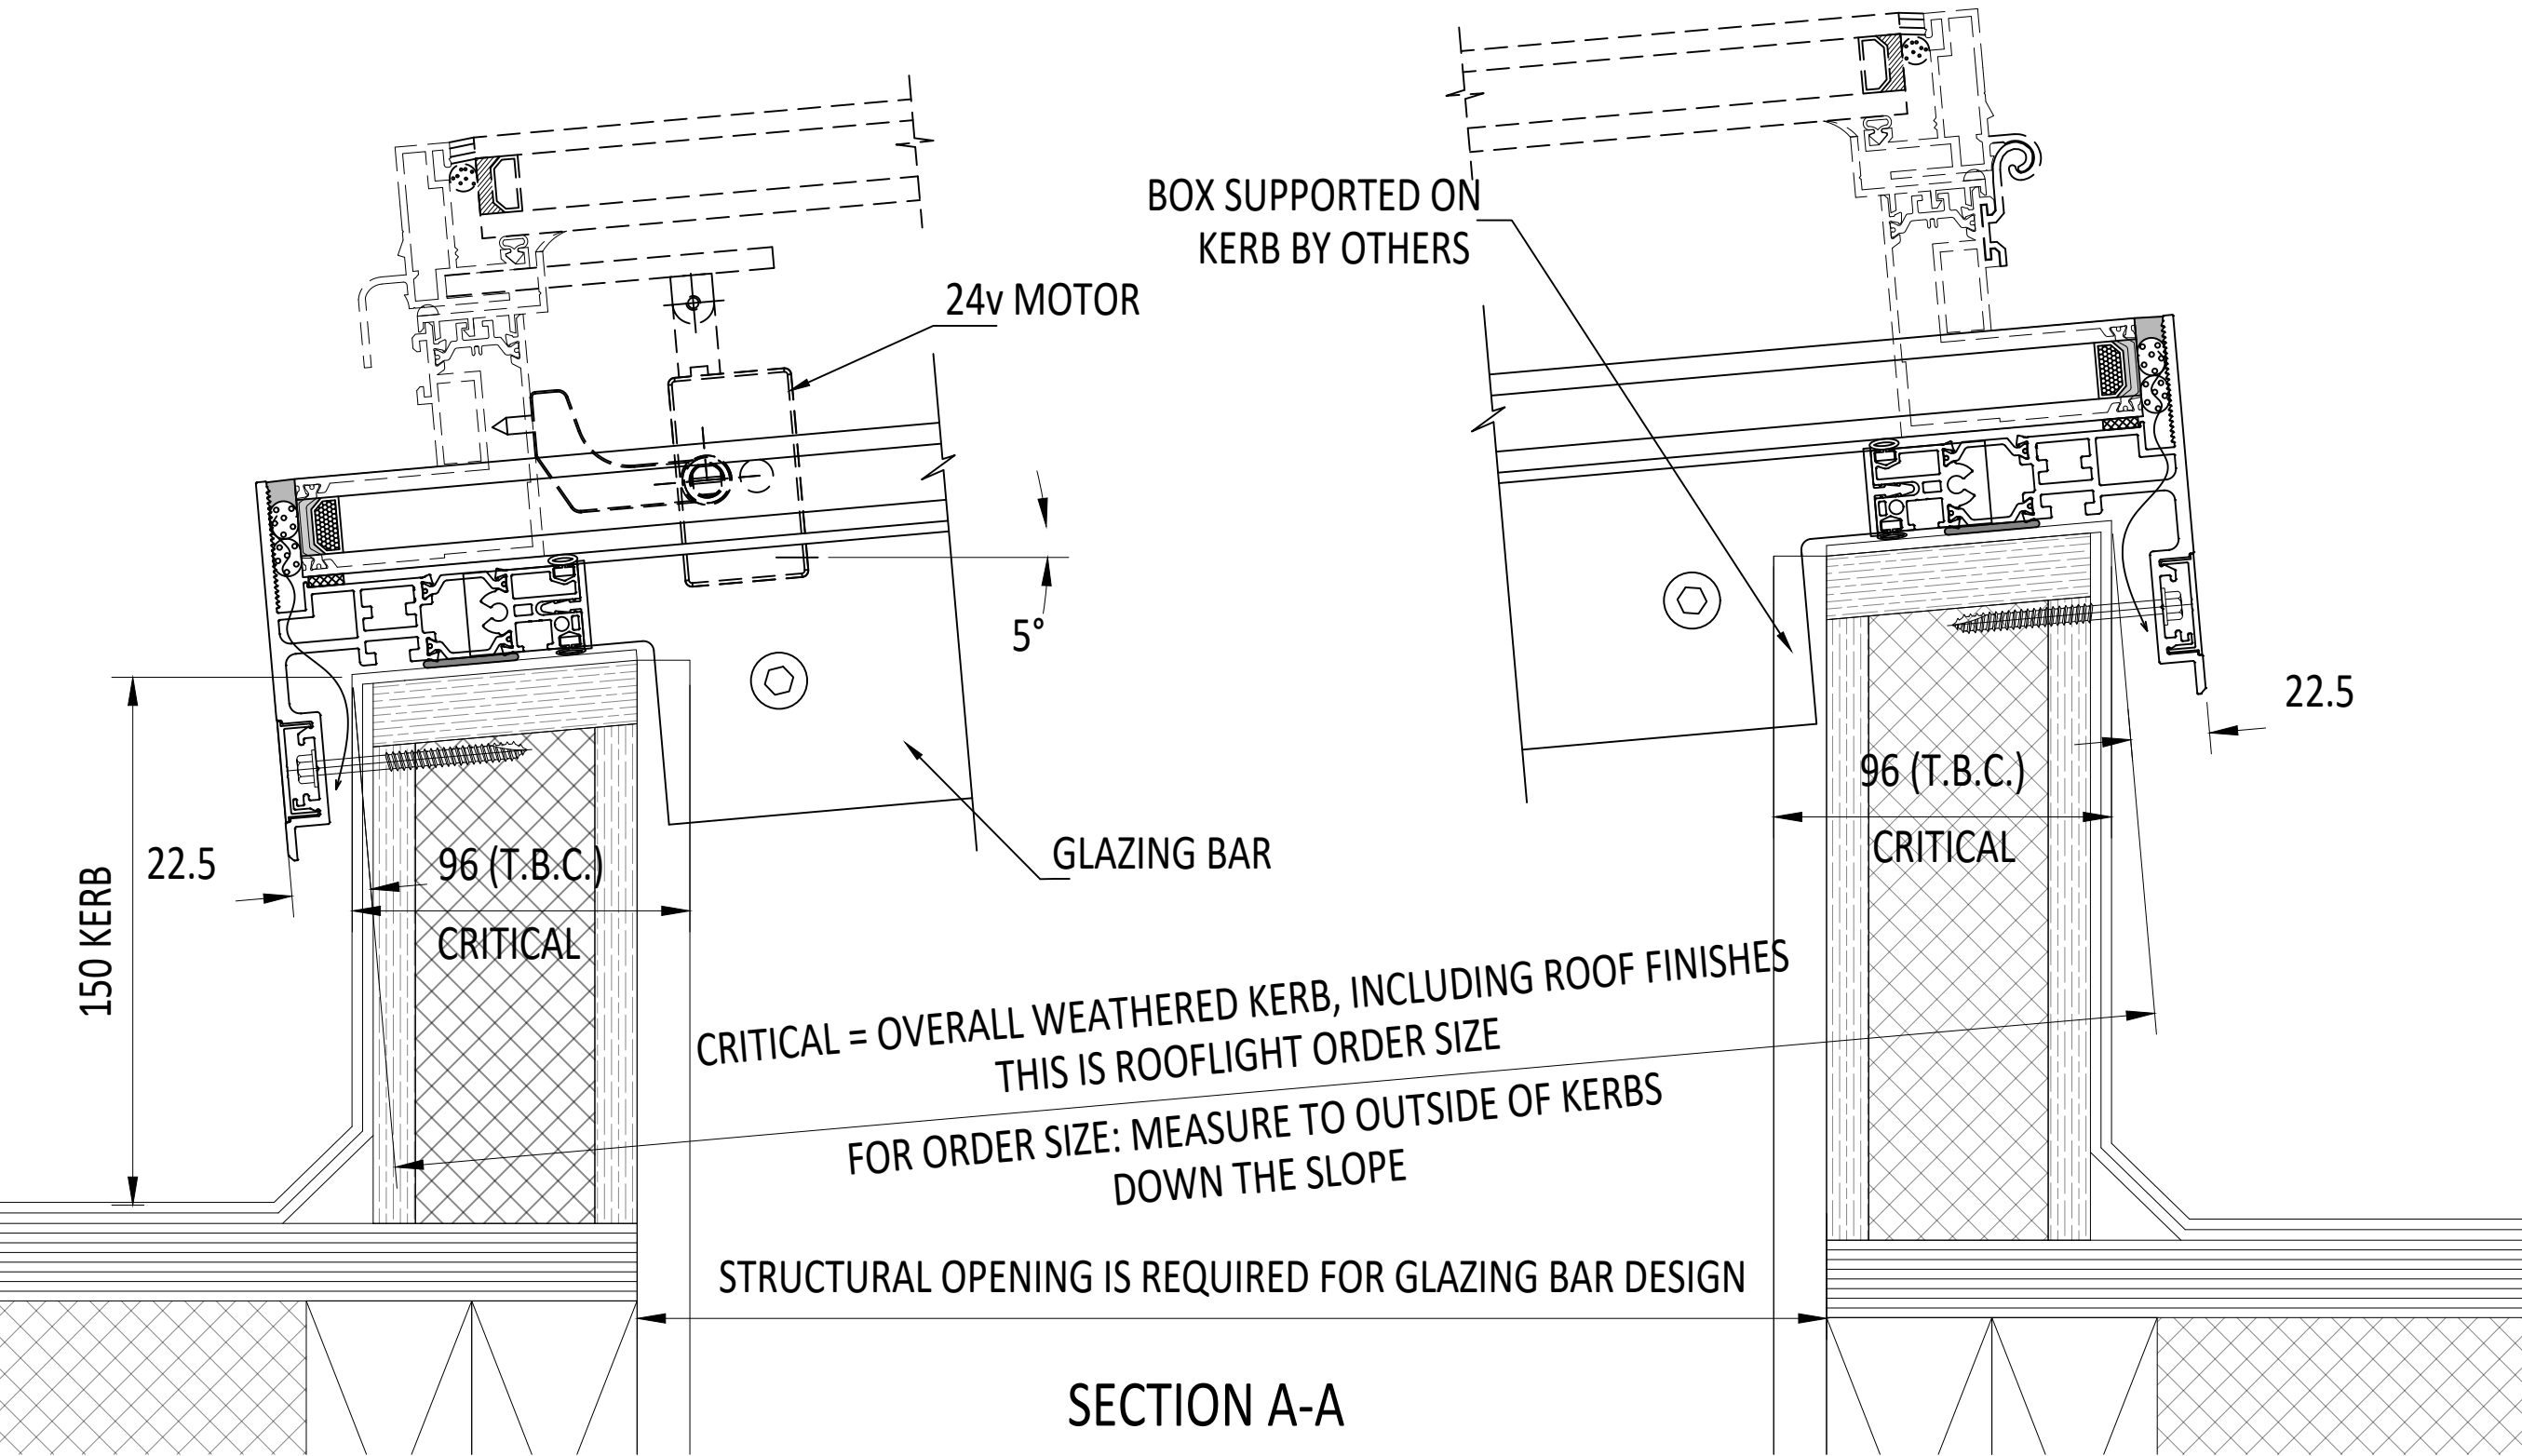 BOX SUPPORTED ON
KERB BY OTHERS
24v MOTOR
5°
22.5
96 (T.B.C.)
CRITICAL
GLAZING BAR
22.5
96 (T.B.C.)
CRITICAL
150 KERB
CRITICAL = OVERALL WEATHERED KERB, INCLUDING ROOF FINISHES
THIS IS ROOFLIGHT ORDER SIZE
FOR ORDER SIZE: MEASURE TO OUTSIDE OF KERBS
DOWN THE SLOPE
STRUCTURAL OPENING IS REQUIRED FOR GLAZING BAR DESIGN
SECTION A-A